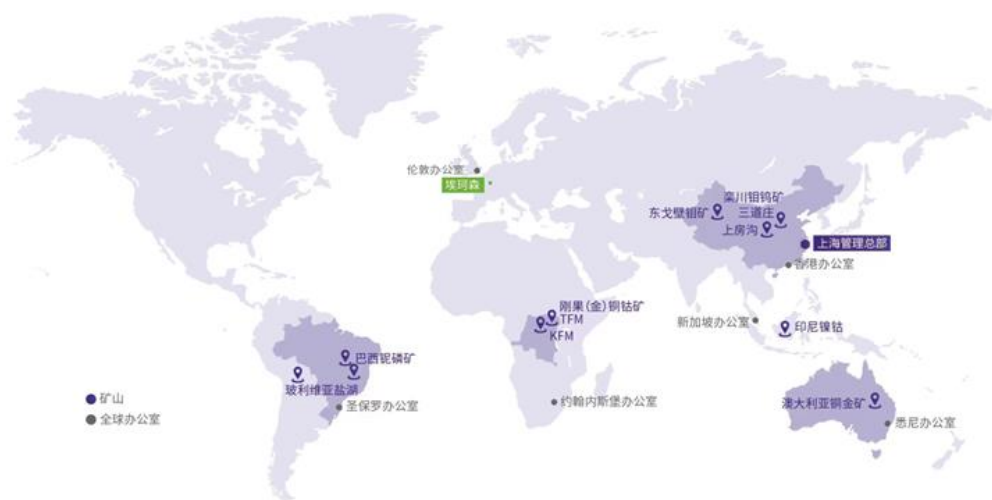 伦敦办公室
埃珂森
栾川钼钨矿
东戈壁钼矿
三道庄
上房沟
上海管理总部
香港办公室
刚果(金)铜钴矿
TFM
KFM
新加坡办公室
印尼镍钴
巴西铌磷矿
玻利维亚盐湖
圣保罗办公室
约翰内斯堡办公室
澳大利亚铜金矿
悉尼办公室
矿山
全球办公室